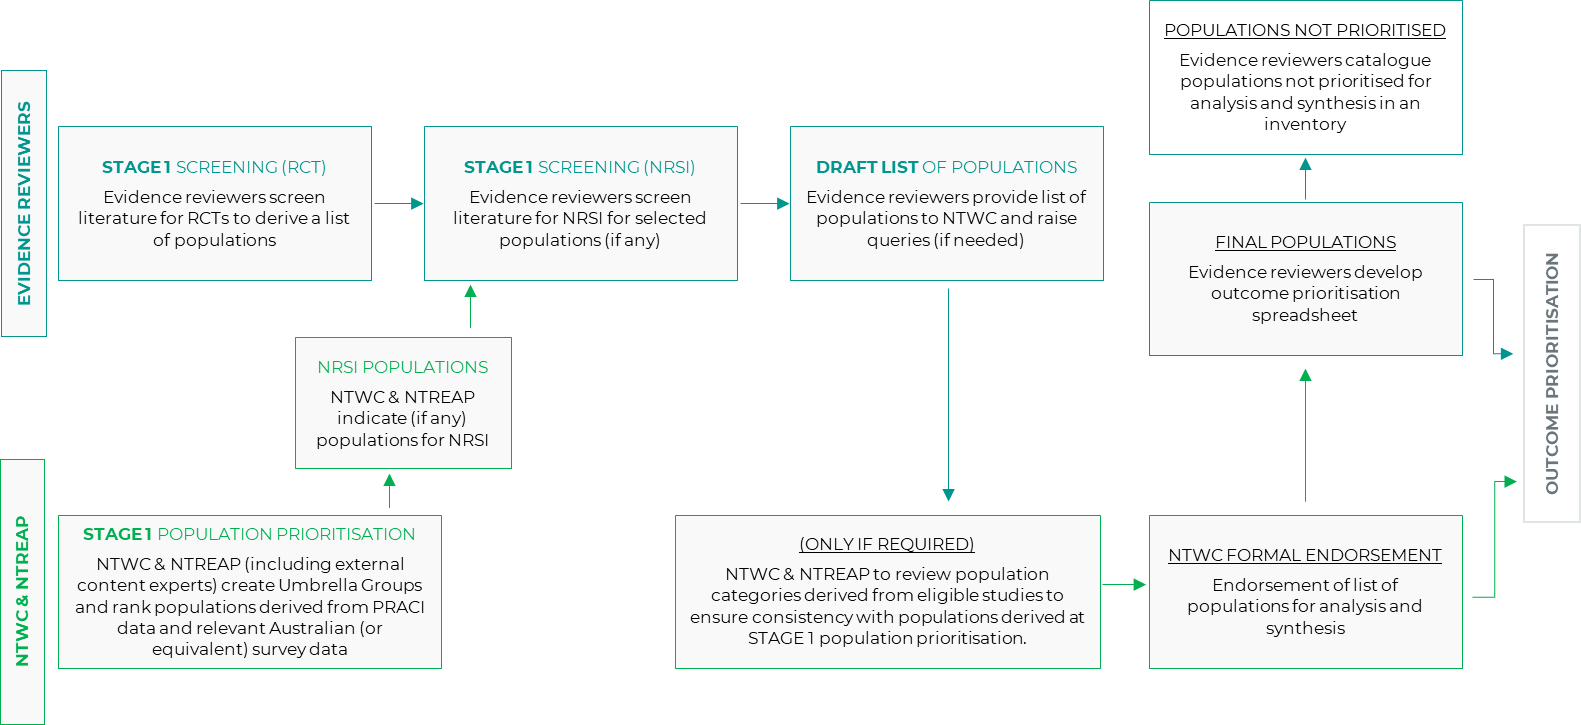 EVIDENCE REVIEWERS
STAGE 1 SCREENING (RCT)
Evidence reviewers screen
literature for RCTs to derive a list
of populations
STAGE 1 SCREENING (NRSI)
Evidence reviewers screen
literature for NRSI for selected
populations (if any)
DRAFT LIST OF POPULATIONS
Evidence reviewers provide list of
populations to NTWC and raise
queries (if needed)
POPULATIONS NOT PRIORITISED
Evidence reviewers catalogue
populations not prioritised for
analysis and synthesis in an
inventory
FINAL POPULATIONS
Evidence reviewers develop
outcome prioritisation
spreadsheet
OUTCOME PRIORITISATION
NRSI POPULATIONS
NTWC & NTREAP
indicate (if any)
populations for NRSI
NTWC & NTREAP
STAGE 1 POPULATION PRIORITISATION
NTWC & NTREAP (including external
content experts) create Umbrella Groups
and rank populations derived from PRACI
data and relevant Australian (or
equivalent) survey data
(ONLY IF REQUIRED)
NTWC & NTREAP to review population
categories derived from eligible studies to
ensure consistency with populations derived at
STAGE 1 population prioritisation.
NTWC FORMAL ENDORSEMENT
Endorsement of list of
populations for analysis and
synthesis